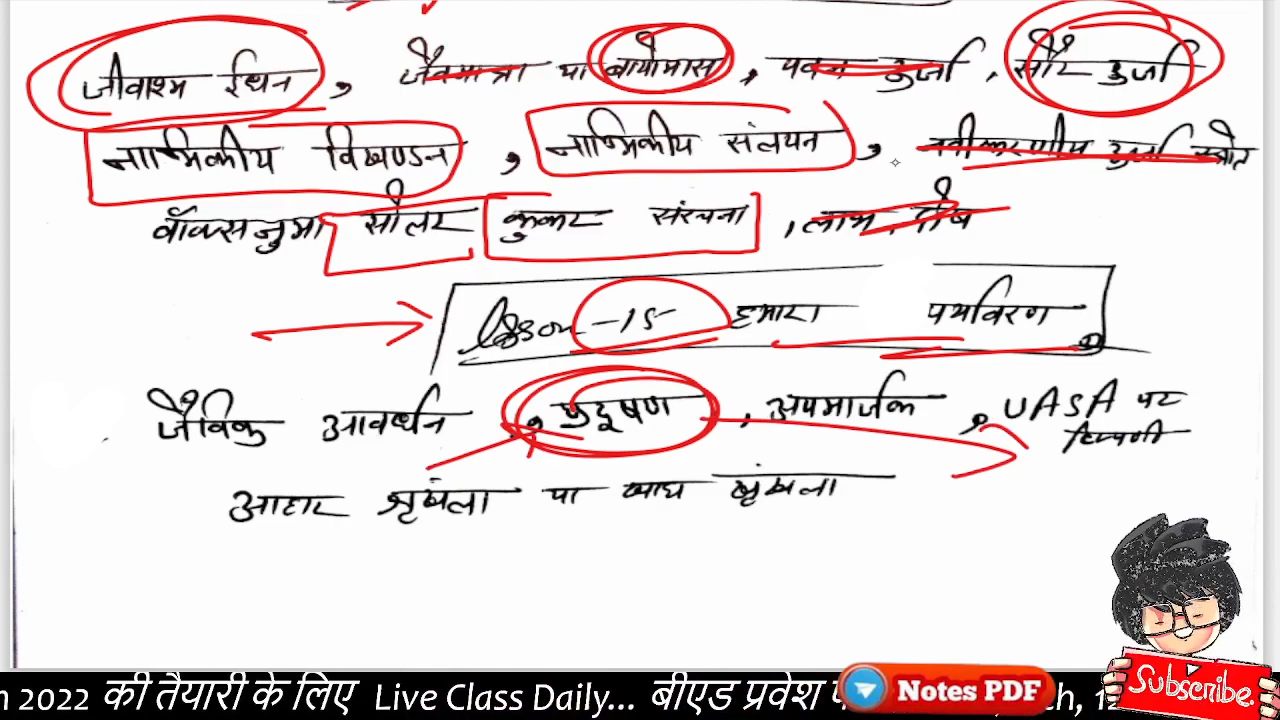 जीवाश्म ईंधन, जैवमात्रा या बायोमास, पवन ऊर्जा, सौर ऊर्जा
नाभिकीय विखण्डन, नाभिकीय संलयन, नवीकरणीय ऊर्जा स्त्रोत
बॉक्सनुमा सौलर कुकर संरचना, लाभ, दोष
lesson-15 हमारा पर्यावरण
जैविक आवर्धन, प्रदूषण, अपमार्जक, UASA पर टिप्पणी
आहार श्रृखंला या खाघ श्रृंखला
Subscribe.
n 2022 की तैयारी के लिए Live Class Daily... बीएड प्रवेश Notes PDF